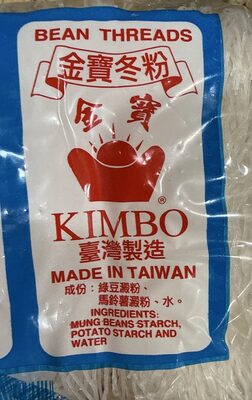 BEAN THREADS
金寶冬粉
金寶
®
KIMBO
臺灣製造
MADE IN TAIWAN
成份：綠豆澱粉、
馬鈴薯澱粉、水。
INGREDIENTS:
MUNG BEANS STARCH,
POTATO STARCH AND
WATER